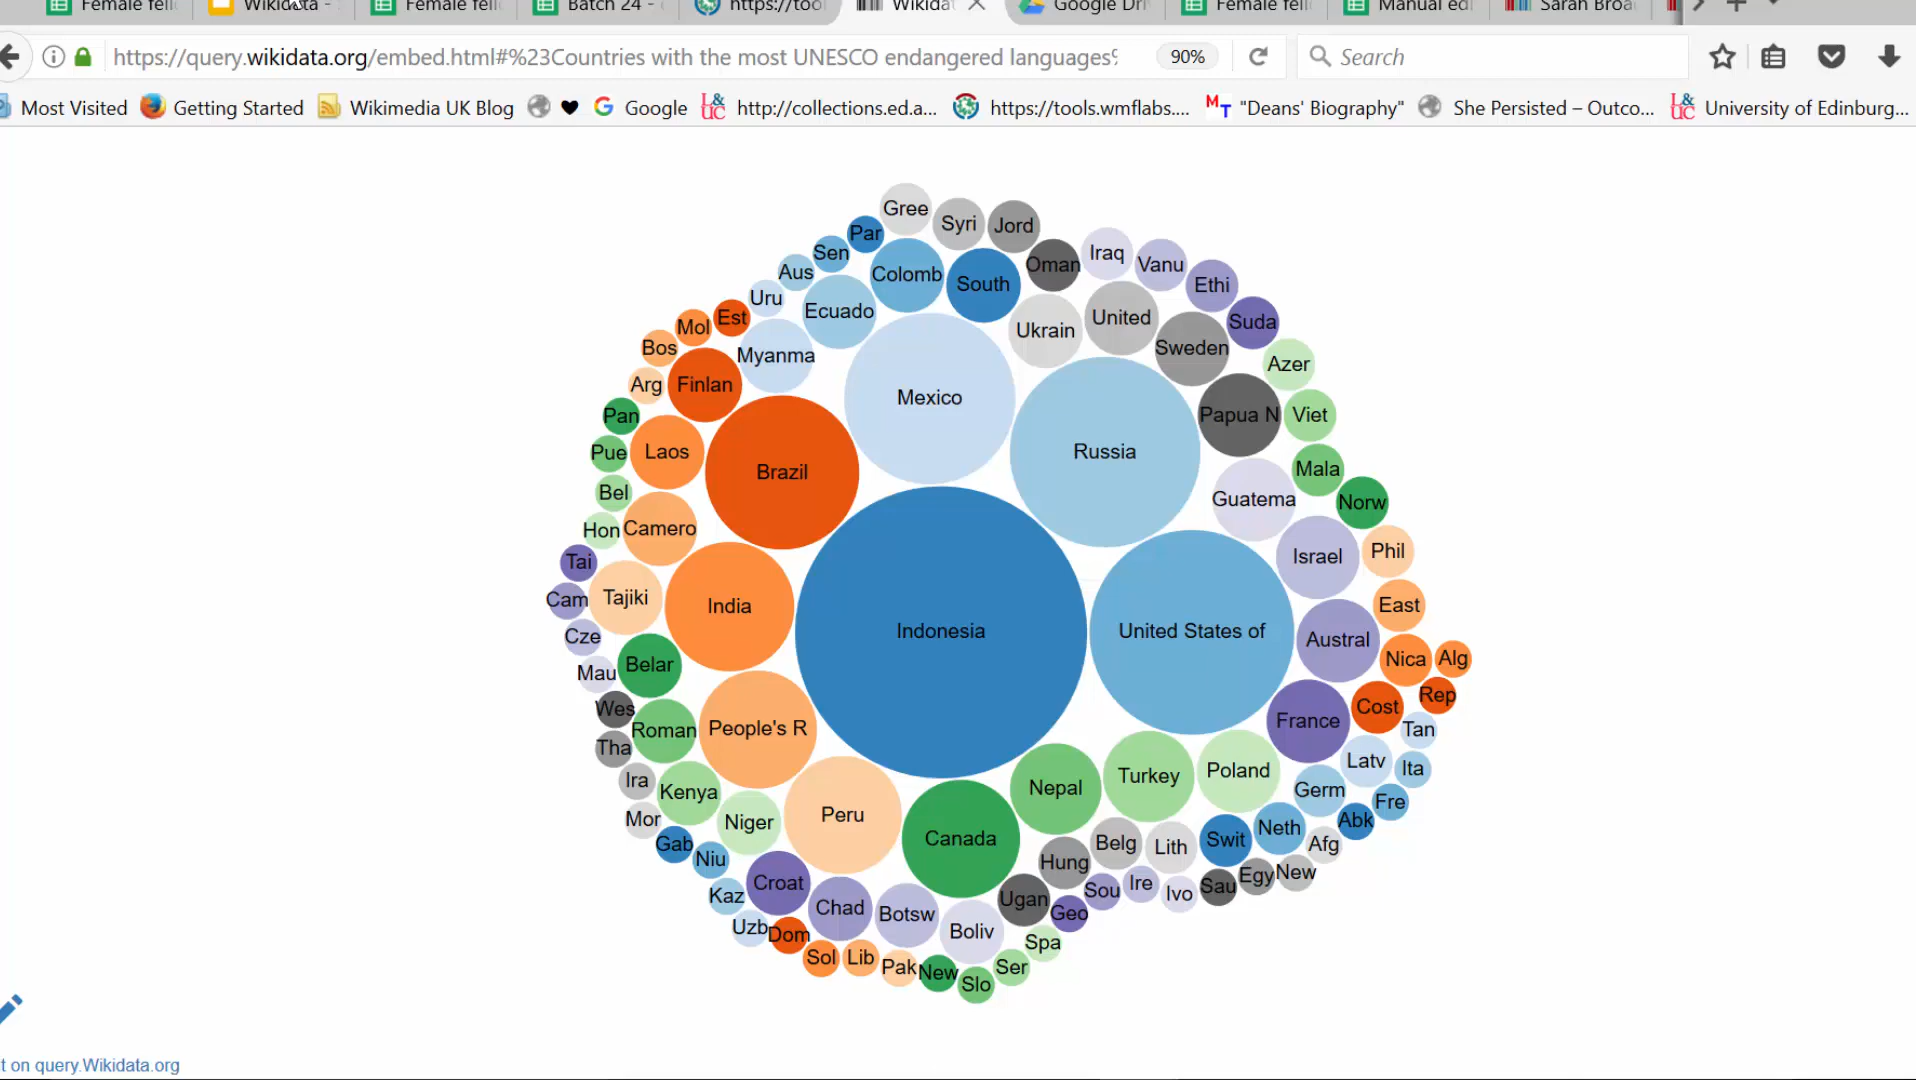 Female fell
Wikidata -
Female fell
Batch 24 -
https://tool
Wikidat
Google Dri
Female fell
Manual edi
Sarah Broa
https://query.wikidata.org/embed.html#%23Countries with the most UNESCO endangered languages%
90%
Search
Most Visited
Getting Started
Wikimedia UK Blog
Google
http://collections.ed.a...
https://tools.wmflabs....
"Deans' Biography"
She Persisted – Outco...
University of Edinburg...
Gree
Syri
Jord
Par
Sen
Colomb
South
Oman
Iraq
Vanu
Aus
Ecuado
Ethi
Uru
Ukrain
United
Suda
Est
Mol
Myanma
Sweden
Bos
Azer
Arg
Finlan
Mexico
Papua N
Viet
Pan
Pue
Laos
Brazil
Russia
Mala
Bel
Guatema
Norw
Hon
Camero
Israel
Phil
Tai
Cam
Tajiki
India
Indonesia
United States of
East
Cze
Austral
Mau
Belar
Nica
Alg
Wes
Roman
People's R
France
Cost
Rep
Tha
Tan
Ira
Kenya
Nepal
Turkey
Poland
Latv
Ita
Mor
Niger
Peru
Canada
Germ
Fre
Gab
Niu
Belg
Lith
Swit
Neth
Abk
Hung
Afg
Kaz
Croat
Chad
Botsw
Boliv
Ugan
Geo
Sou
Ire
Ivo
Sau
Egy
New
Uzb
Dom
Sol
Lib
Pak
New
Slo
Ser
Spa
t on query.Wikidata.org